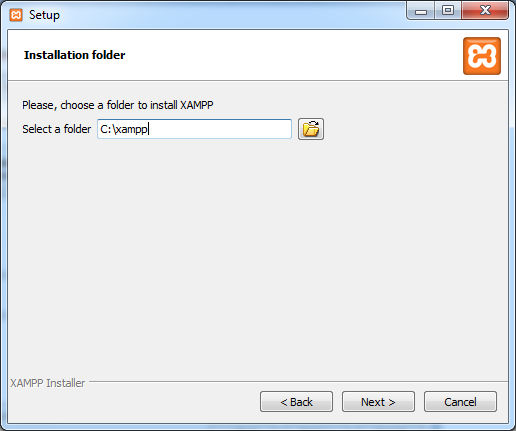 Setup
Installation folder
Please, choose a folder to install XAMPP
Select a folder C:\xampp
XAMPP Installer
< Back Next > Cancel